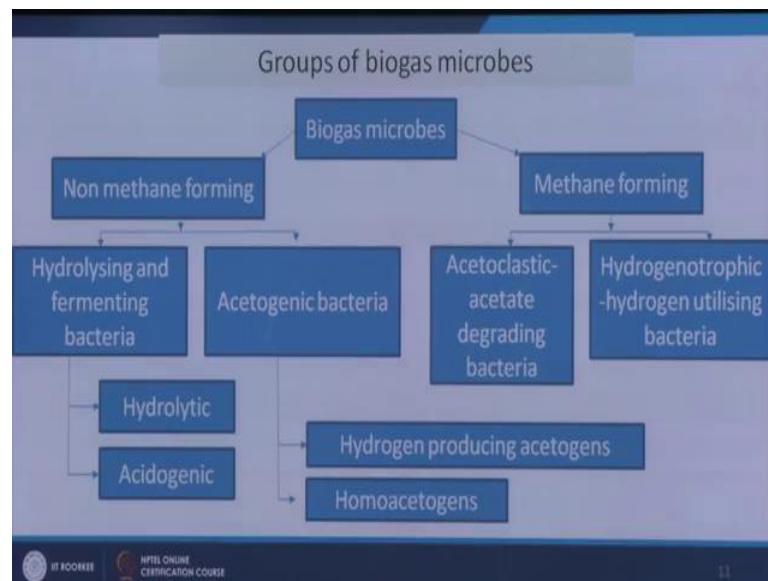 Groups of biogas microbes
Biogas microbes
Non methane forming
Methane forming
Hydrolysing and
fermenting
bacteria
Acetogenic bacteria
Acetoclastic-
acetate
degrading
bacteria
Hydrogenotrophic
-hydrogen utilising
bacteria
Hydrolytic
Acidogenic
Hydrogen producing acetogens
Homoacetogens
IIT ROORKEE
NPTEL ONLINE
CERTIFICATION COURSE
13